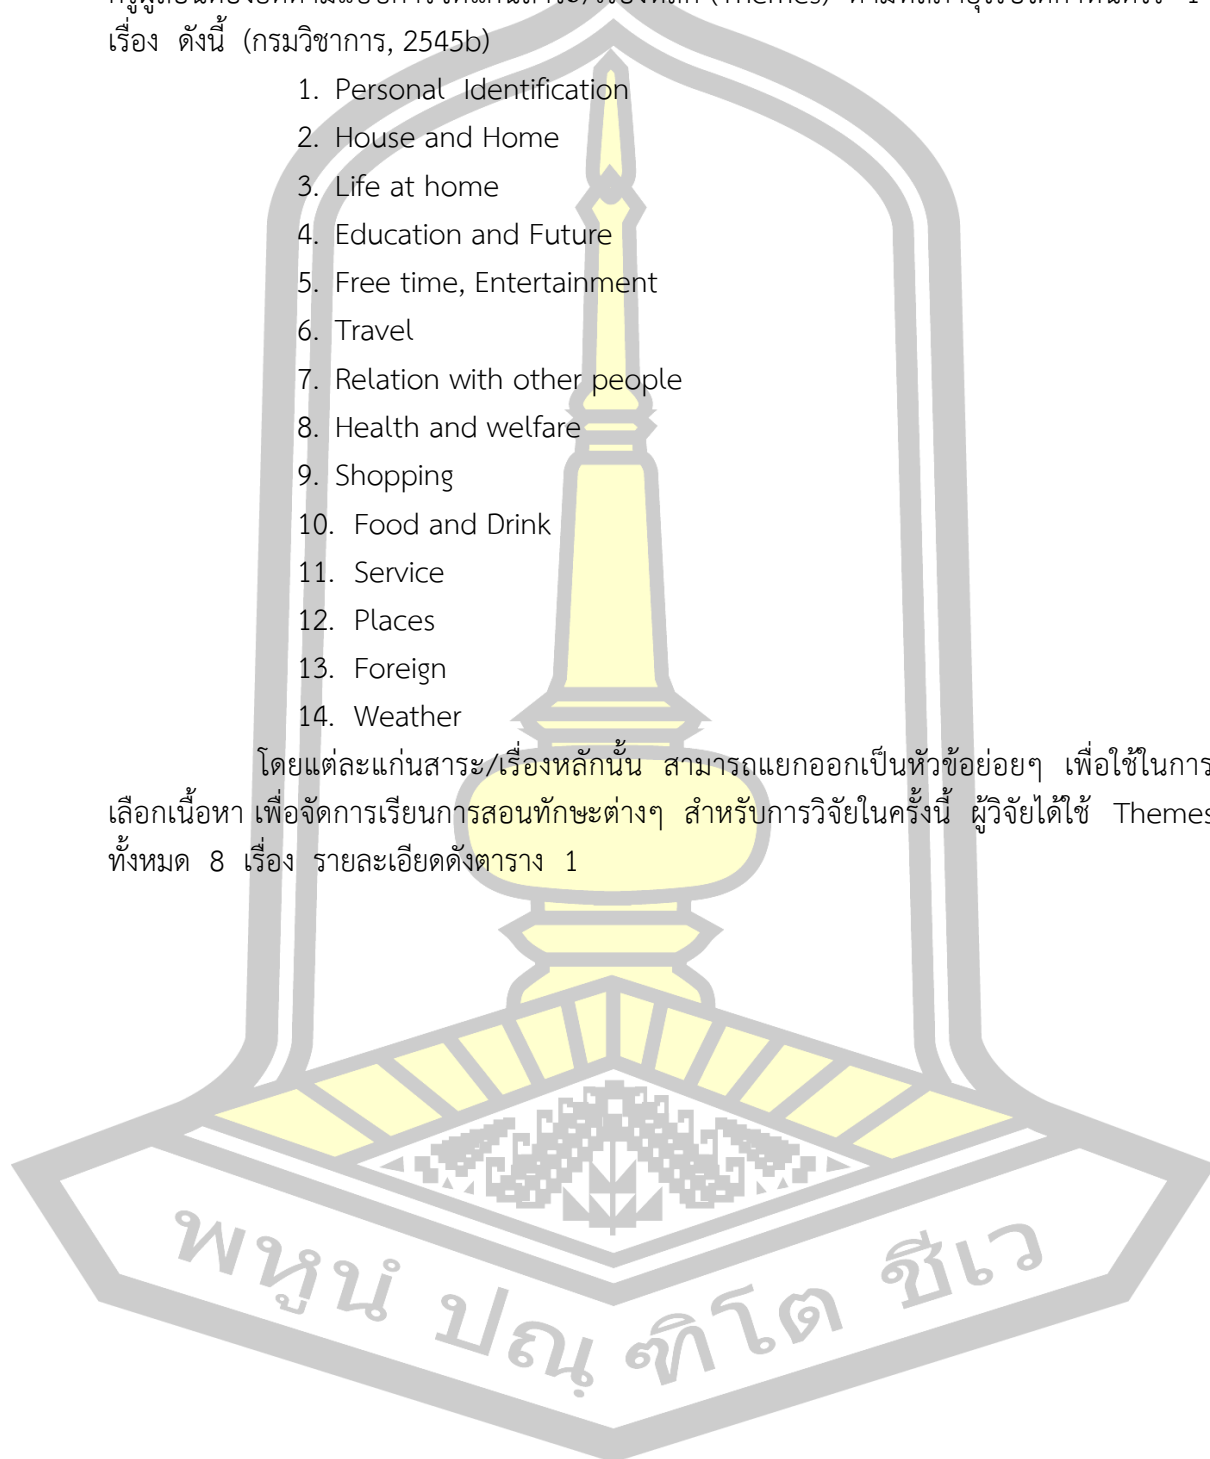 เรื่อง ดังนี้ (กรมวิชาการ, 2545b)
1. Personal Identification
2. House and Home
3. Life at home
4. Education and Future
5. Free time, Entertainment
6. Travel
7. Relation with other people
8. Health and welfare
9. Shopping
10. Food and Drink
11. Service
12. Places
13. Foreign
14. Weather
โดยแต่ละแก่นสาระ/เรื่องหลักนั้น สามารถแยกออกเป็นหัวข้อย่อยๆ เพื่อใช้ในการ
เลือกเนื้อหา เพื่อจัดการเรียนการสอนทักษะต่างๆ สำหรับการวิจัยในครั้งนี้ ผู้วิจัยได้ใช้ Themes
ทั้งหมด 8 เรื่อง รายละเอียดดังตาราง 1
พหูนํ ปณฺฑิโต ชีเว